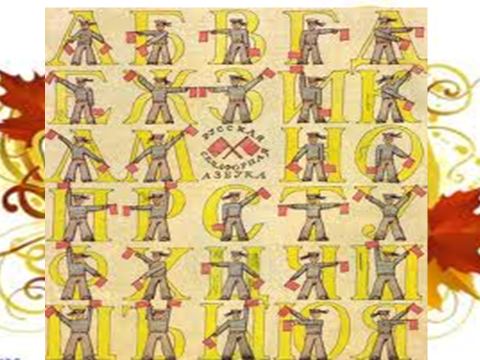 А Б В Г Д
Е Ж З И К
Л М Н О
РУССКАЯ
СЕМАФОРНАЯ
АЗБУКА
П Р С Т У
Ф Х
Ю Я